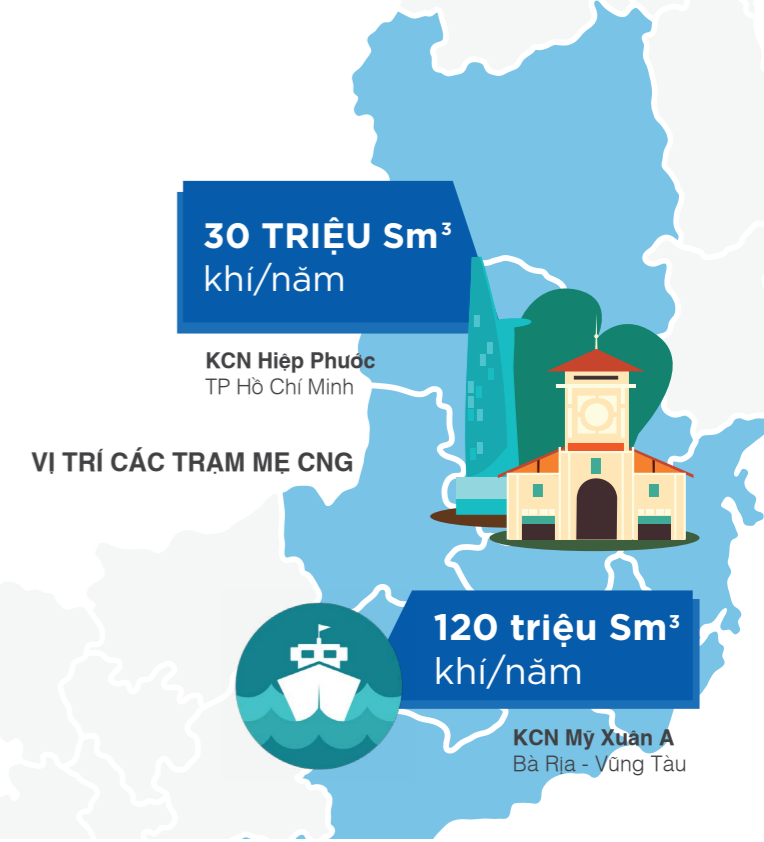 30 TRIỆU Sm³
khí/năm
KCN Hiệp Phước
TP Hồ Chí Minh
VỊ TRÍ CÁC TRẠM MẸ CNG
120 triệu Sm³
khí/năm
KCN Mỹ Xuân A
Bà Rịa - Vũng Tàu